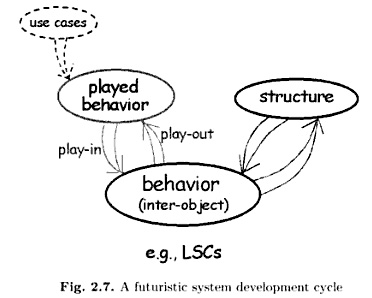 use cases
played
behavior
structure
play-out
play-in
behavior
(inter-object)
e.g., LSCs
Fig. 2.7. A futuristic system development cycle